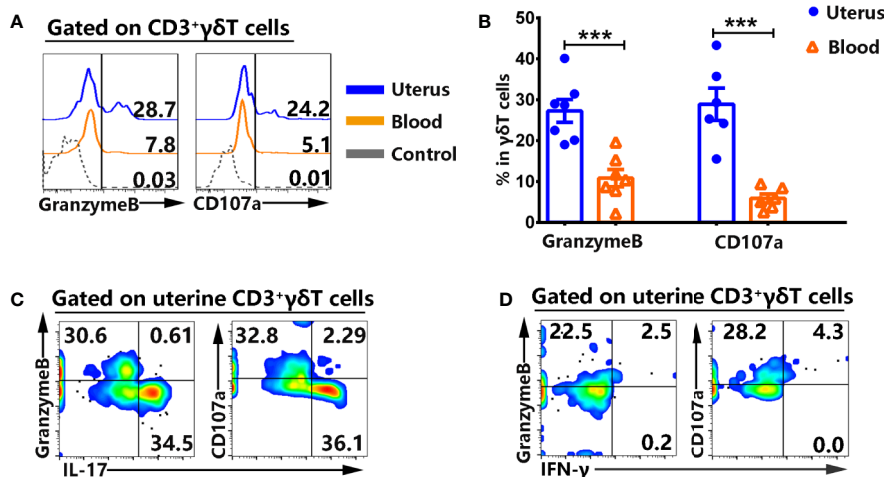 A
Gated on CD3⁺γδT cells
28.7
7.8
0.03
GranzymeB
24.2
5.1
0.01
CD107a
Uterus
Blood
Control
B
Uterus
Blood
***
***
% in γδT cells
50
40
30
20
10
0
GranzymeB
CD107a
C
Gated on uterine CD3⁺γδT cells
GranzymeB
30.6
0.61
34.5
CD107a
32.8
2.29
36.1
IL-17
D
Gated on uterine CD3⁺γδT cells
GranzymeB
22.5
2.5
0.2
CD107a
28.2
4.3
0.0
IFN-γ